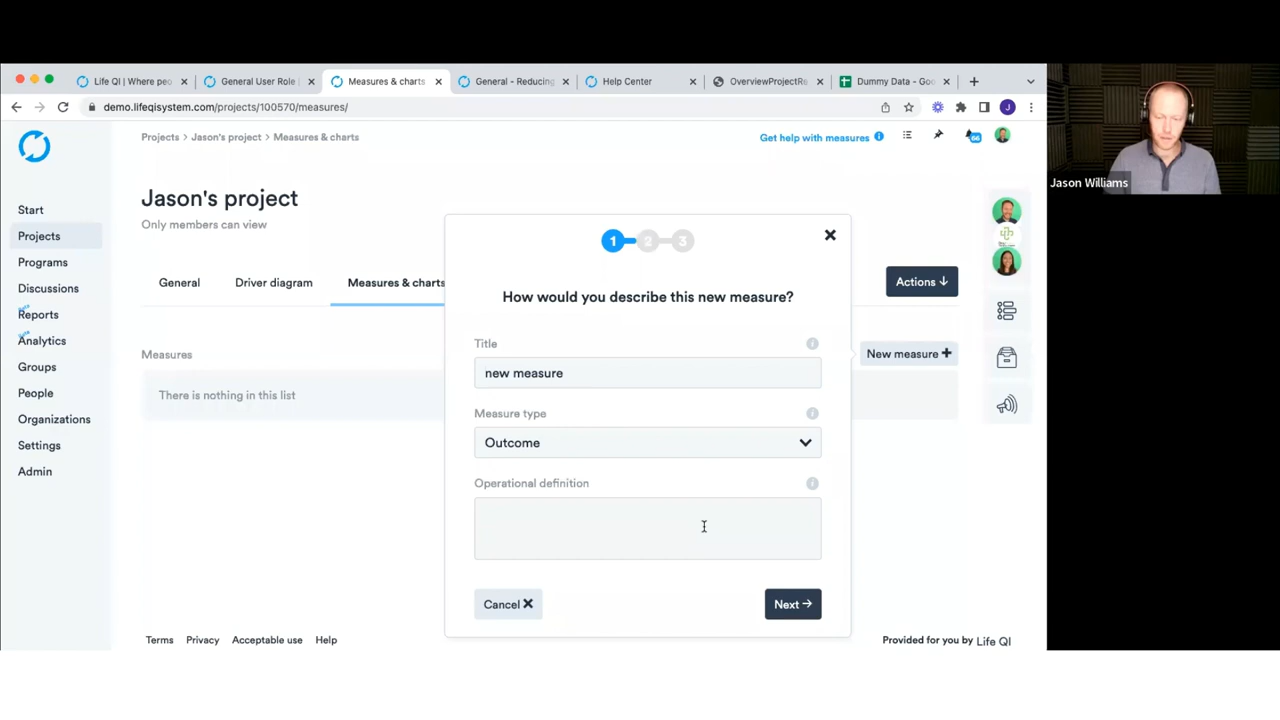 Life QI | Where peo
General User Role |
Measures & charts
General - Reducing
Help Center
OverviewProjectRe
Dummy Data - Goo
demo.lifeqisystem.com/projects/100570/measures/
J
Projects > Jason's project > Measures & charts
Get help with measures
Jason Williams
Jason's project
Only members can view
Start
Projects
Programs
Discussions
Reports
Analytics
Groups
People
Organizations
Settings
Admin
General
Driver diagram
Measures & charts
Actions
Measures
New measure +
There is nothing in this list
1
2
3
How would you describe this new measure?
Title
new measure
Measure type
Outcome
Operational definition
Cancel
Next
Terms
Privacy
Acceptable use
Help
Provided for you by Life QI